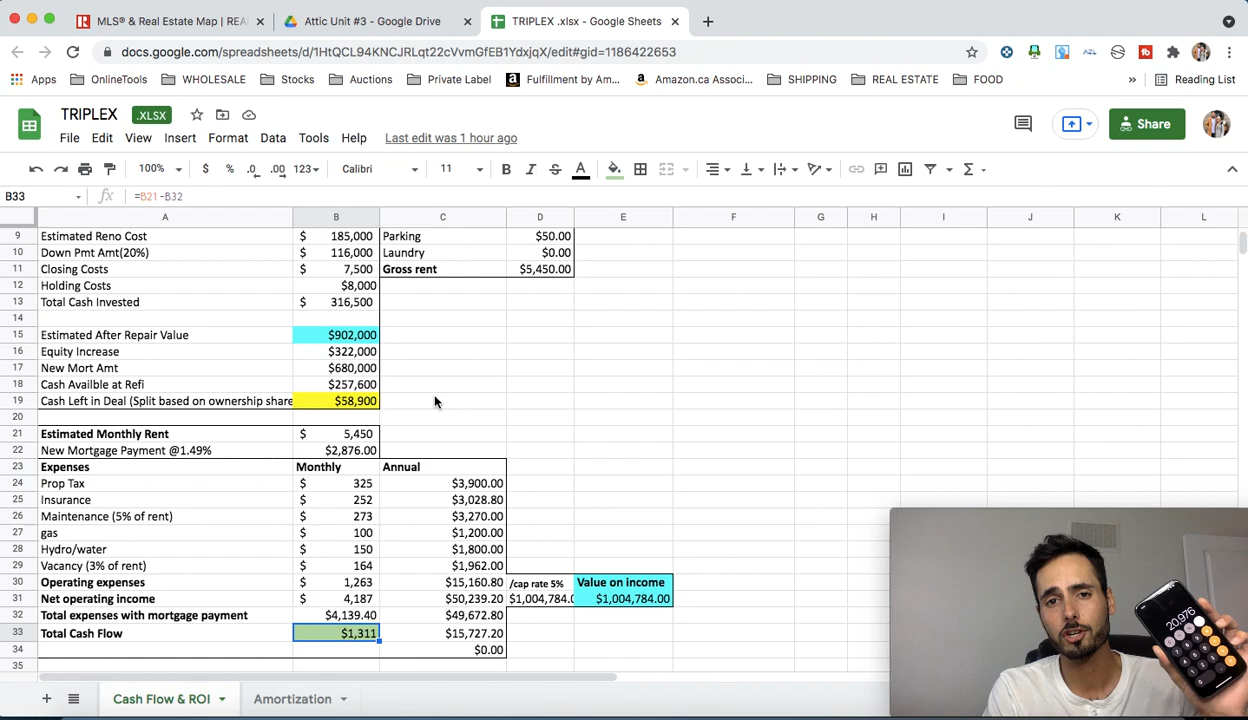 MLS® & Real Estate Map | REA
Attic Unit #3 - Google Drive
TRIPLEX .xlsx - Google Sheets
docs.google.com/spreadsheets/d/1HtQCL94KNCJRLqt22cVvmGfEB1YdxjqX/edit#gid=1186422653
Apps OnlineTools WHOLESALE Stocks Auctions Private Label Fulfillment by Am... Amazon.ca Associ... SHIPPING REAL ESTATE FOOD » Reading List
TRIPLEX .XLSX
Share
File Edit View Insert Format Data Tools Help Last edit was 1 hour ago
100% $ % .0 .00 123 Calibri 11 B I S A
B33 fx =B21-B32
A B C D E F G H I J K L
9 Estimated Reno Cost $ 185,000 Parking $50.00
10 Down Pmt Amt(20%) $ 116,000 Laundry $0.00
11 Closing Costs $ 7,500 Gross rent $5,450.00
12 Holding Costs $8,000
13 Total Cash Invested $ 316,500
14
15 Estimated After Repair Value $902,000
16 Equity Increase $322,000
17 New Mort Amt $680,000
18 Cash Availble at Refi $257,600
19 Cash Left in Deal (Split based on ownership share $58,900
20
21 Estimated Monthly Rent $ 5,450
22 New Mortgage Payment @1.49% $2,876.00
23 Expenses Monthly Annual
24 Prop Tax $ 325 $3,900.00
25 Insurance $ 252 $3,028.80
26 Maintenance (5% of rent) $ 273 $3,270.00
27 gas $ 100 $1,200.00
28 Hydro/water $ 150 $1,800.00
29 Vacancy (3% of rent) $ 164 $1,962.00
30 Operating expenses $ 1,263 $15,160.80 /cap rate 5% Value on income
31 Net operating income $ 4,187 $50,239.20 $1,004,784.0 $1,004,784.00
32 Total expenses with mortgage payment $4,139.40 $49,672.80
33 Total Cash Flow $1,311 $15,727.20
34 $0.00
35
20,976
Cash Flow & ROI Amortization